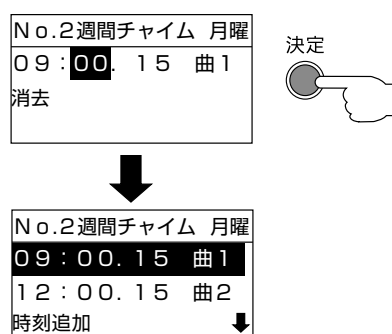 Ｎｏ.２週間チャイム 月曜
０９：００. １５ 曲１
消去
決定
Ｎｏ.２週間チャイム 月曜
０９：００. １５ 曲１
１２：００. １５ 曲２
時刻追加